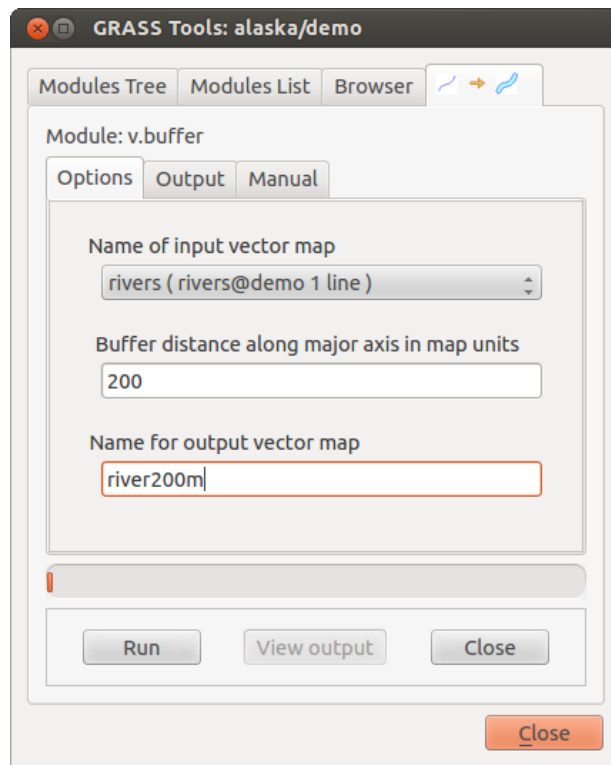 GRASS Tools: alaska/demo
Modules Tree Modules List Browser
Module: v.buffer
Options Output Manual
Name of input vector map
rivers ( rivers@demo 1 line )
Buffer distance along major axis in map units
200
Name for output vector map
river200m
Run View output Close
Close